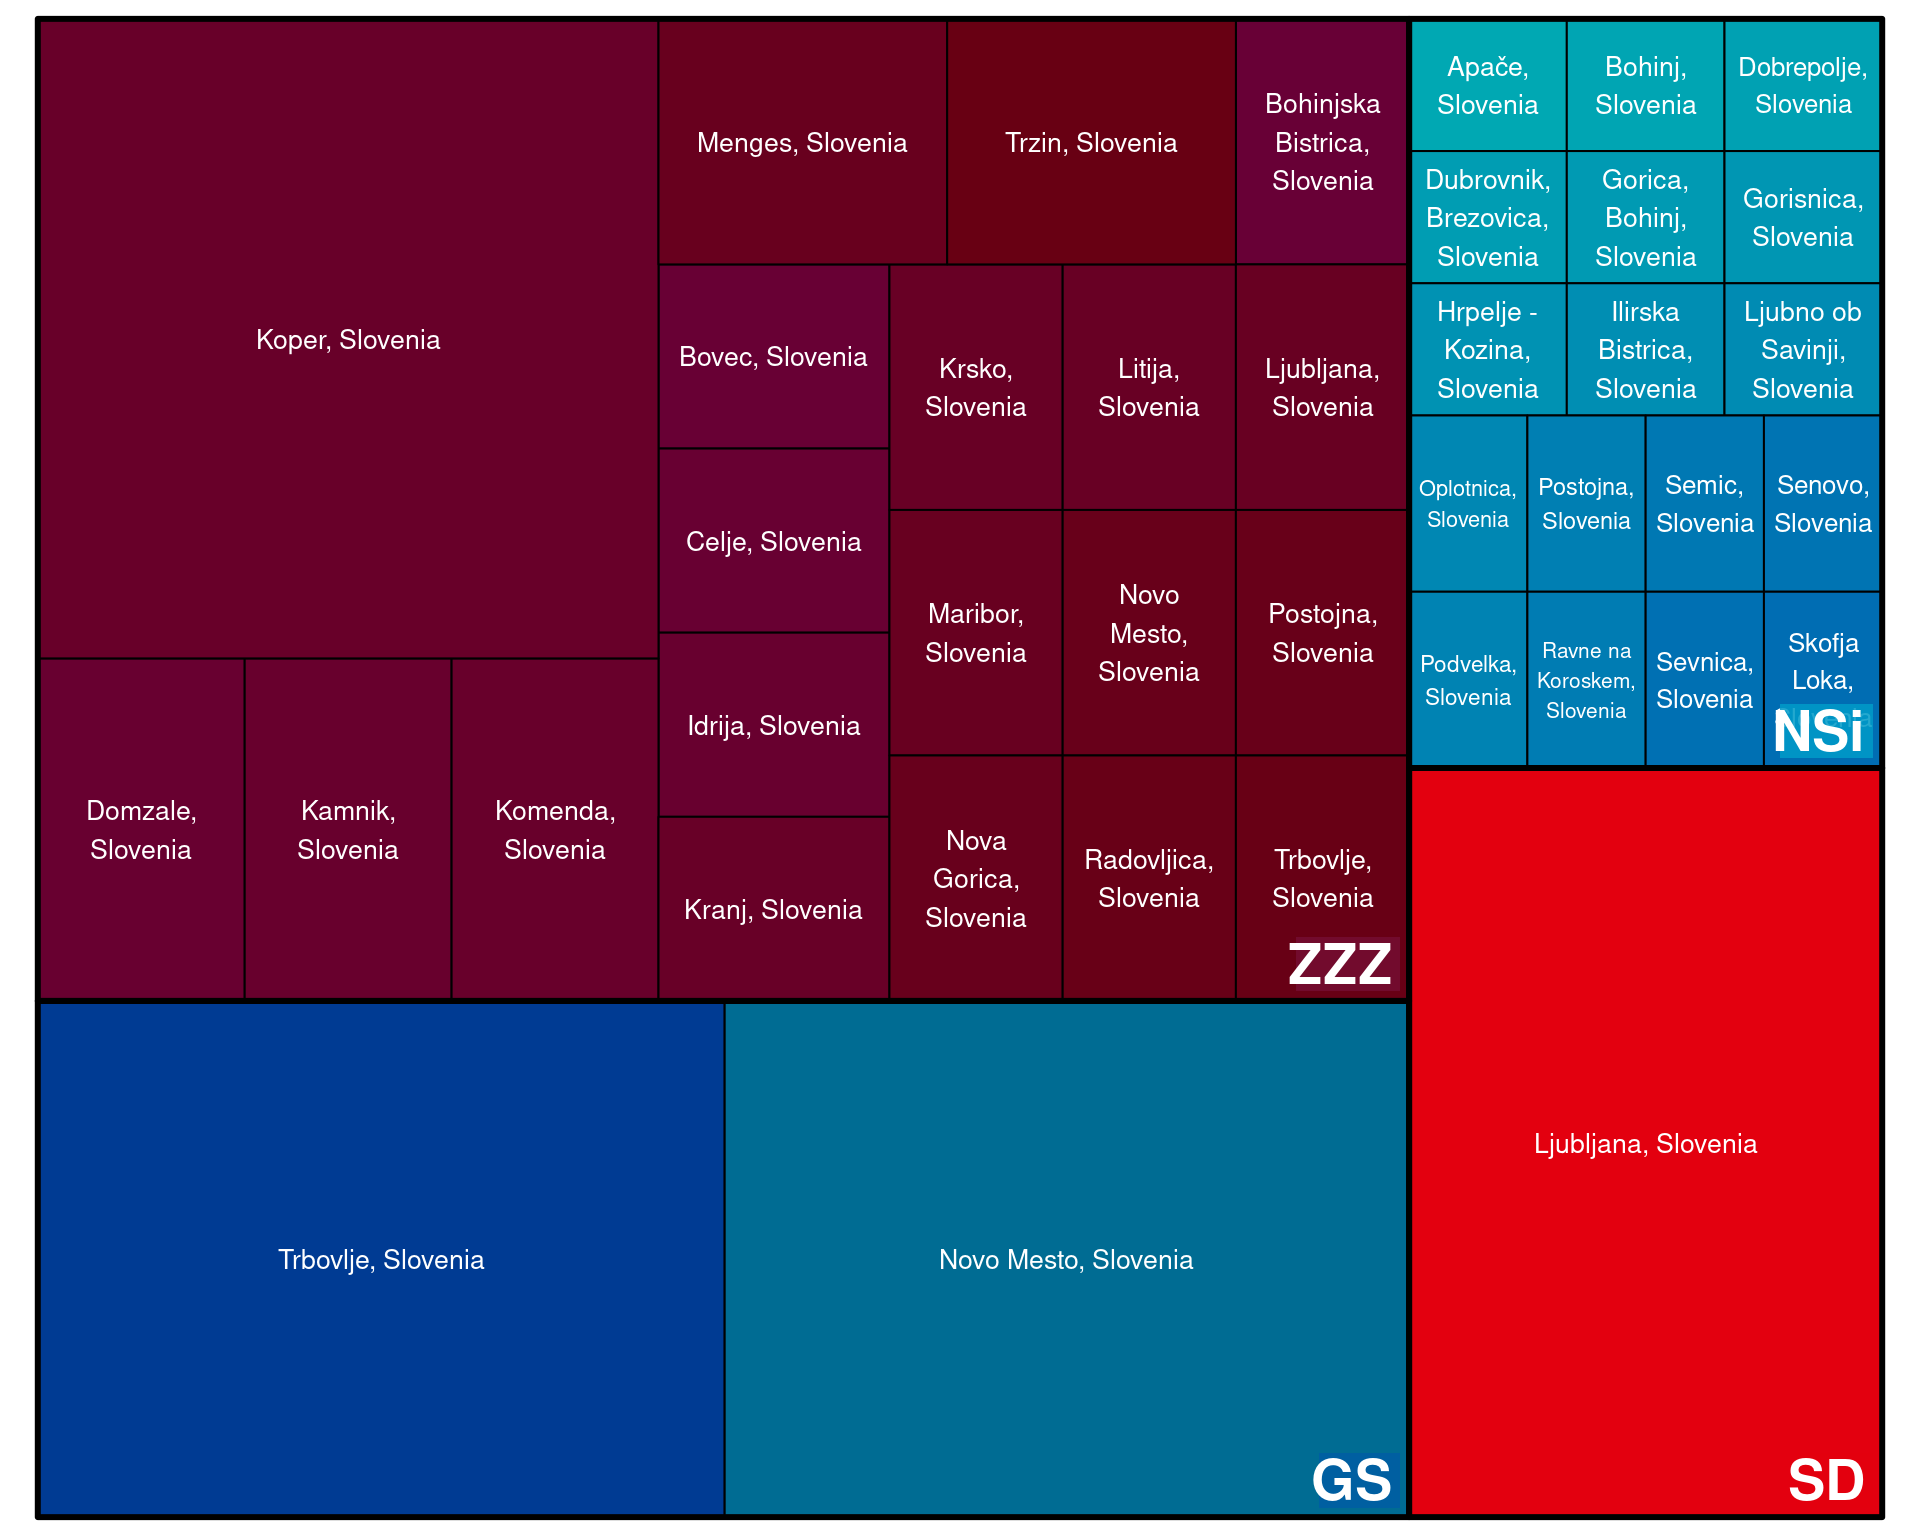 Koper, Slovenia
Menges, Slovenia
Trzin, Slovenia
Bohinjska
Bistrica,
Slovenia
Bovec, Slovenia
Celje, Slovenia
Idrija, Slovenia
Kranj, Slovenia
Krsko,
Slovenia
Litija,
Slovenia
Ljubljana,
Slovenia
Maribor,
Slovenia
Novo
Mesto,
Slovenia
Postojna,
Slovenia
Nova
Gorica,
Slovenia
Radovljica,
Slovenia
Trbovlje,
Slovenia
Domzale,
Slovenia
Kamnik,
Slovenia
Komenda,
Slovenia
ZZZ
Trbovlje, Slovenia
Novo Mesto, Slovenia
GS
Apače,
Slovenia
Bohinj,
Slovenia
Dobrepolje,
Slovenia
Dubrovnik,
Brezovica,
Slovenia
Gorica,
Bohinj,
Slovenia
Gorisnica,
Slovenia
Hrpelje -
Kozina,
Slovenia
Ilirska
Bistrica,
Slovenia
Ljubno ob
Savinji,
Slovenia
Oplotnica,
Slovenia
Postojna,
Slovenia
Semic,
Slovenia
Senovo,
Slovenia
Podvelka,
Slovenia
Ravne na
Koroskem,
Slovenia
Sevnica,
Slovenia
Skofja
Loka,
NSi
Ljubljana, Slovenia
SD